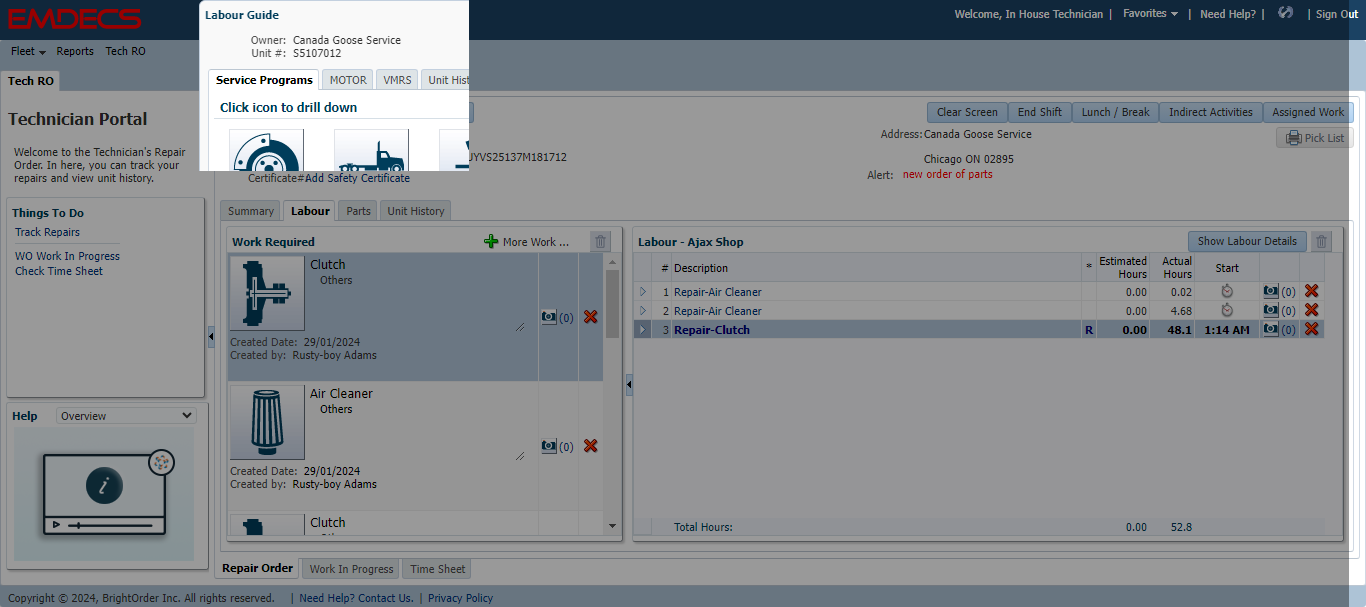 EMDECS
Labour Guide
Welcome, In House Technician | Favorites | Need Help? | | Sign Out
Owner: Canada Goose Service
Unit #: S5107012
Fleet Reports Tech RO
Tech RO
Service Programs MOTOR VMRS Unit Hist
Click icon to drill down
Clear Screen End Shift Lunch / Break Indirect Activities Assigned Work
Technician Portal
Address: Canada Goose Service
Pick List
Welcome to the Technician's Repair
Order. In here, you can track your
repairs and view unit history.
JYVS25137M181712
Chicago ON 02895
Certificate#Add Safety Certificate
Alert: new order of parts
Things To Do
Track Repairs
WO Work In Progress
Check Time Sheet
Summary Labour Parts Unit History
Work Required More Work ...
Clutch
Others
(0)
Created Date: 29/01/2024
Created by: Rusty-boy Adams
Air Cleaner
Others
(0)
Created Date: 29/01/2024
Created by: Rusty-boy Adams
Clutch
Others
Labour - Ajax Shop Show Labour Details
# Description * Estimated Hours Actual Hours Start
1 Repair-Air Cleaner 0.00 0.02 (0)
2 Repair-Air Cleaner 0.00 4.68 (0)
3 Repair-Clutch R 0.00 48.1 1:14 AM (0)
Total Hours: 0.00 52.8
Help Overview
i
Repair Order Work In Progress Time Sheet
Copyright © 2024, BrightOrder Inc. All rights reserved. | Need Help? Contact Us. | Privacy Policy